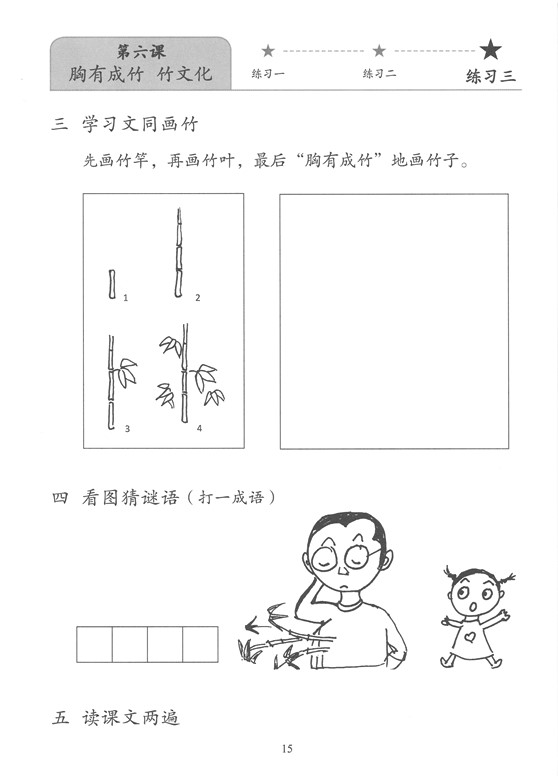 第六课
胸有成竹 竹文化
练习一
练习二
练习三
三 学习文同画竹
先画竹竿，再画竹叶，最后“胸有成竹”地画竹子。
1
2
3
4
四 看图猜谜语（打一成语）
五 读课文两遍
15